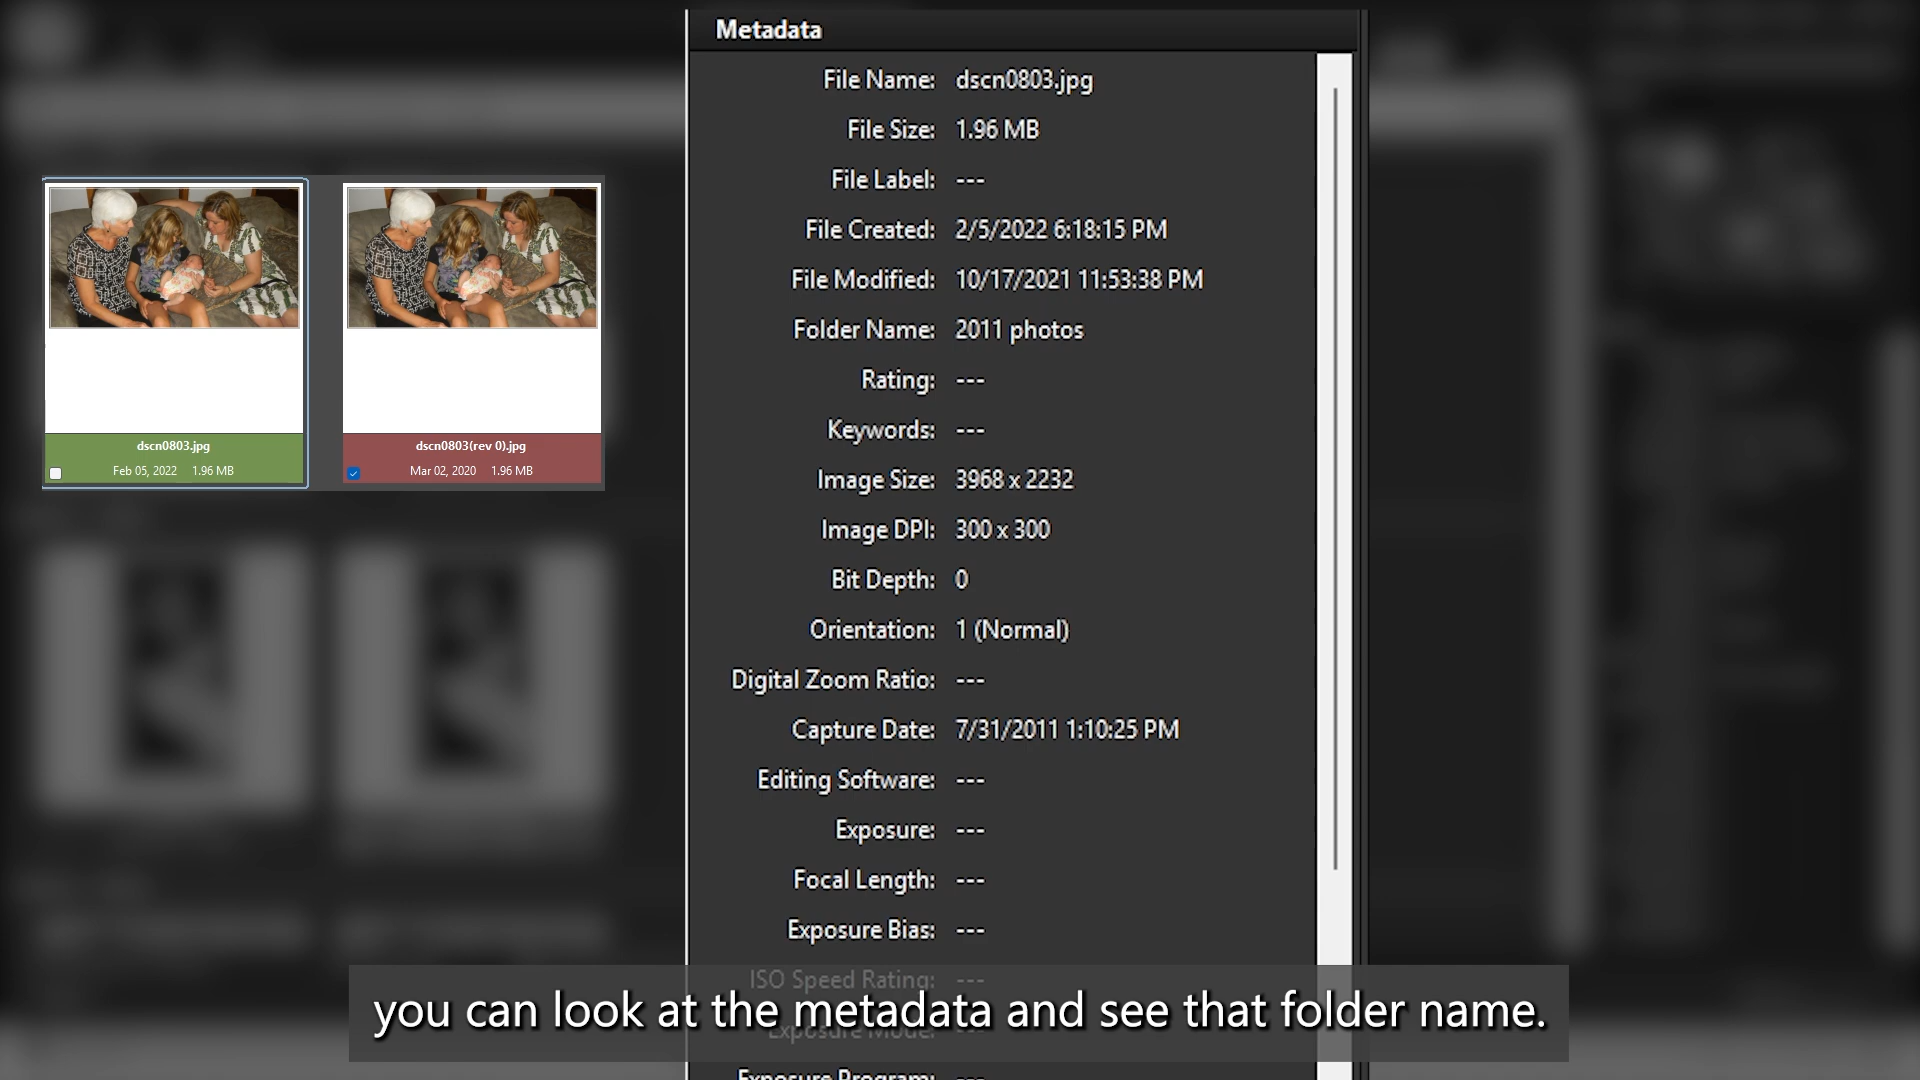 Metadata
File Name: dscn0803.jpg
File Size: 1.96 MB
File Label: ---
File Created: 2/5/2022 6:18:15 PM
File Modified: 10/17/2021 11:53:38 PM
Folder Name: 2011 photos
Rating: ---
Keywords: ---
Image Size: 3968 x 2232
Image DPI: 300 x 300
Bit Depth: 0
Orientation: 1 (Normal)
Digital Zoom Ratio: ---
Capture Date: 7/31/2011 1:10:25 PM
Editing Software: ---
Exposure: ---
Focal Length: ---
Exposure Bias: ---
ISO Speed Rating: ---
Exposure Mode: ---
Exposure Program: ---
dscn0803.jpg
Feb 05, 2022 1.96 MB
dscn0803(rev 0).jpg
Mar 02, 2020 1.96 MB
you can look at the metadata and see that folder name.